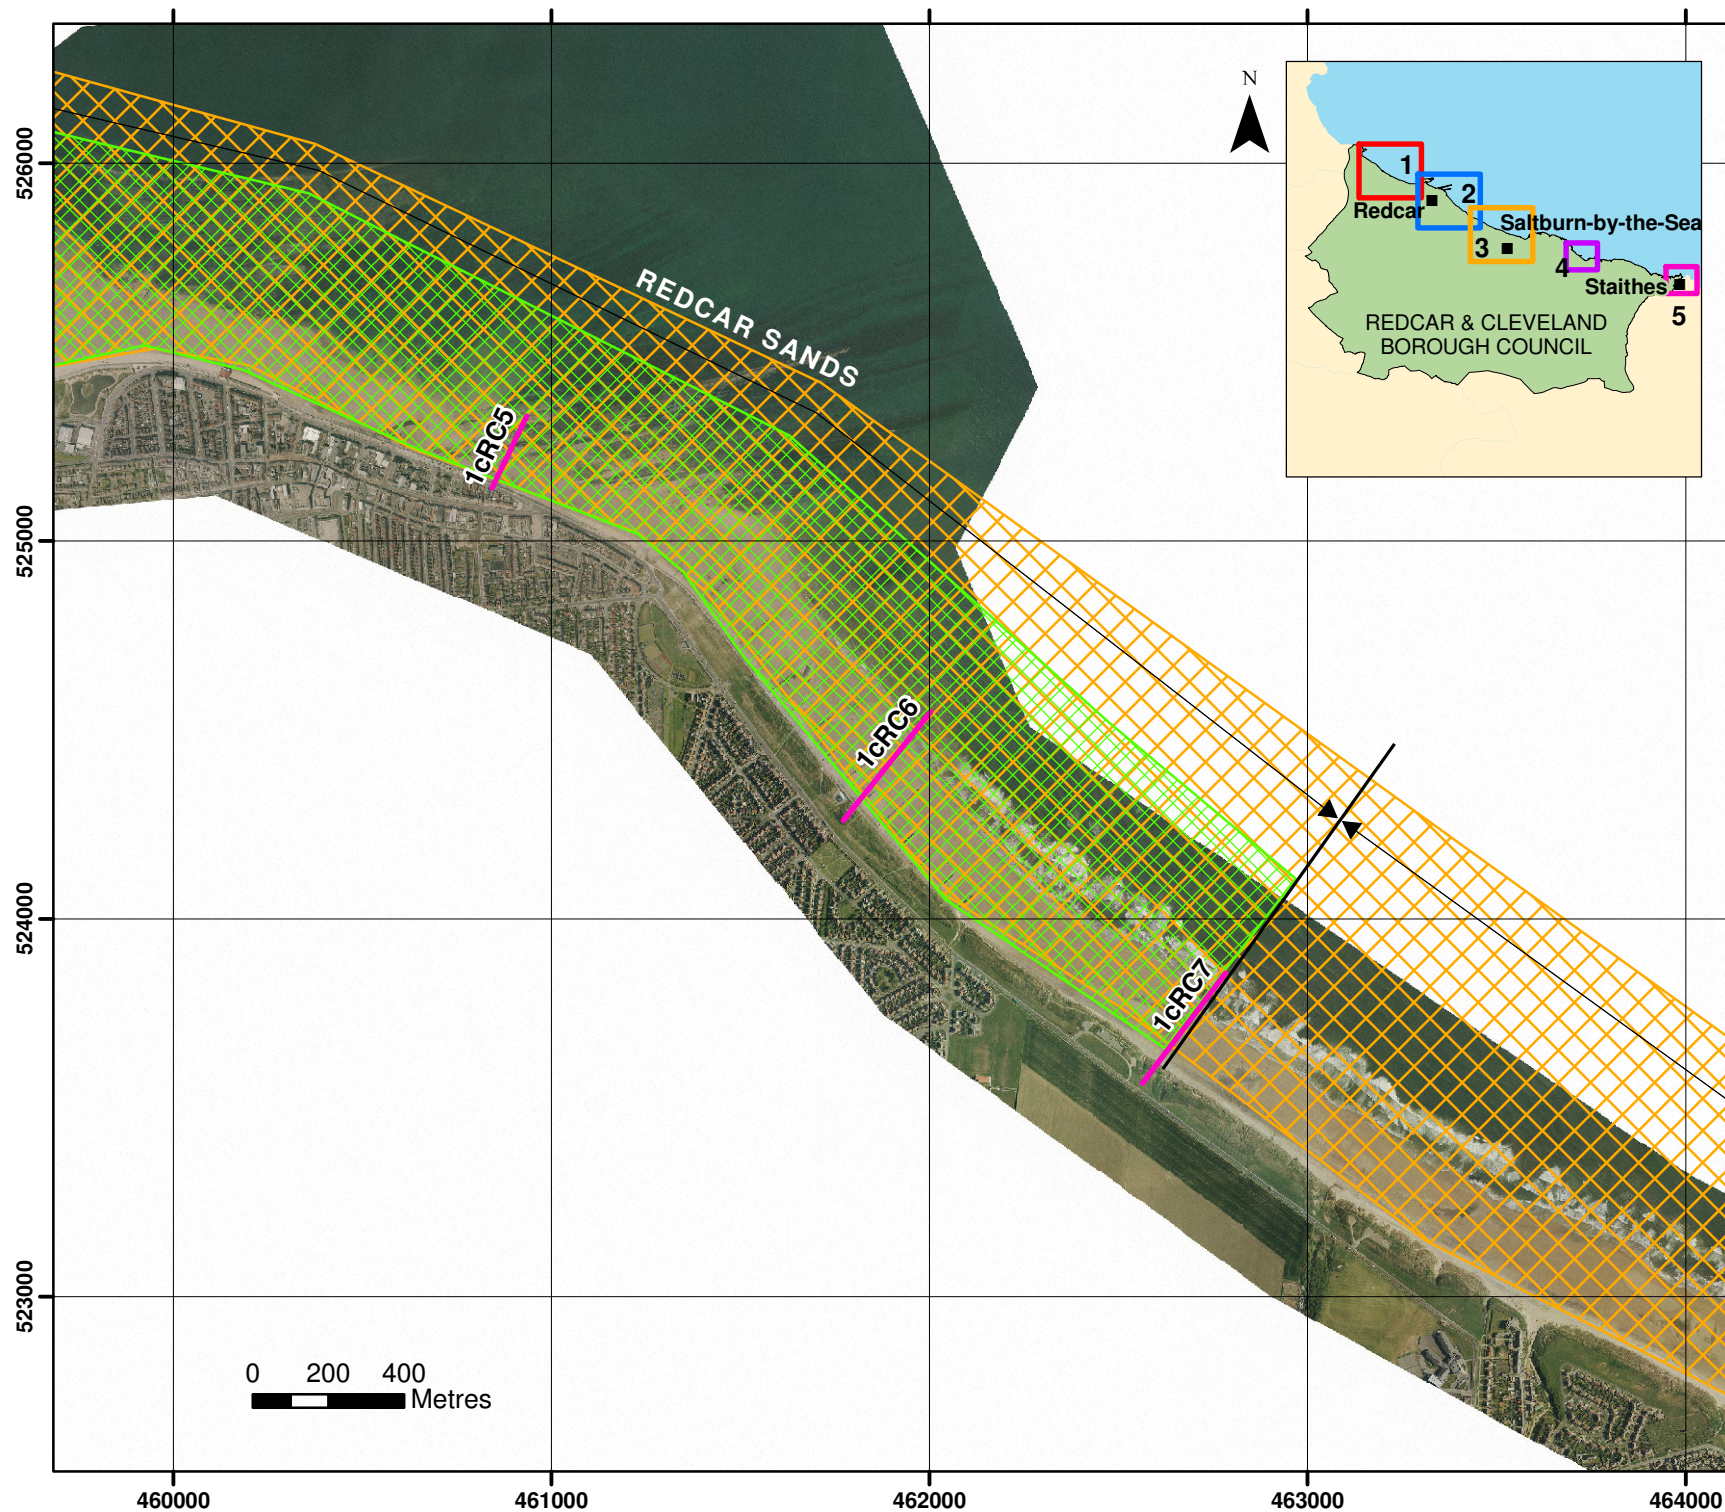 N
1
2
Redcar
Saltburn-by-the-Sea
3
4
Staithes
5
REDCAR & CLEVELAND
BOROUGH COUNCIL
REDCAR SANDS
1cRC5
1cRC6
1cRC7
526000
525000
524000
523000
0 200 400
Metres
460000 461000 462000 463000 464000